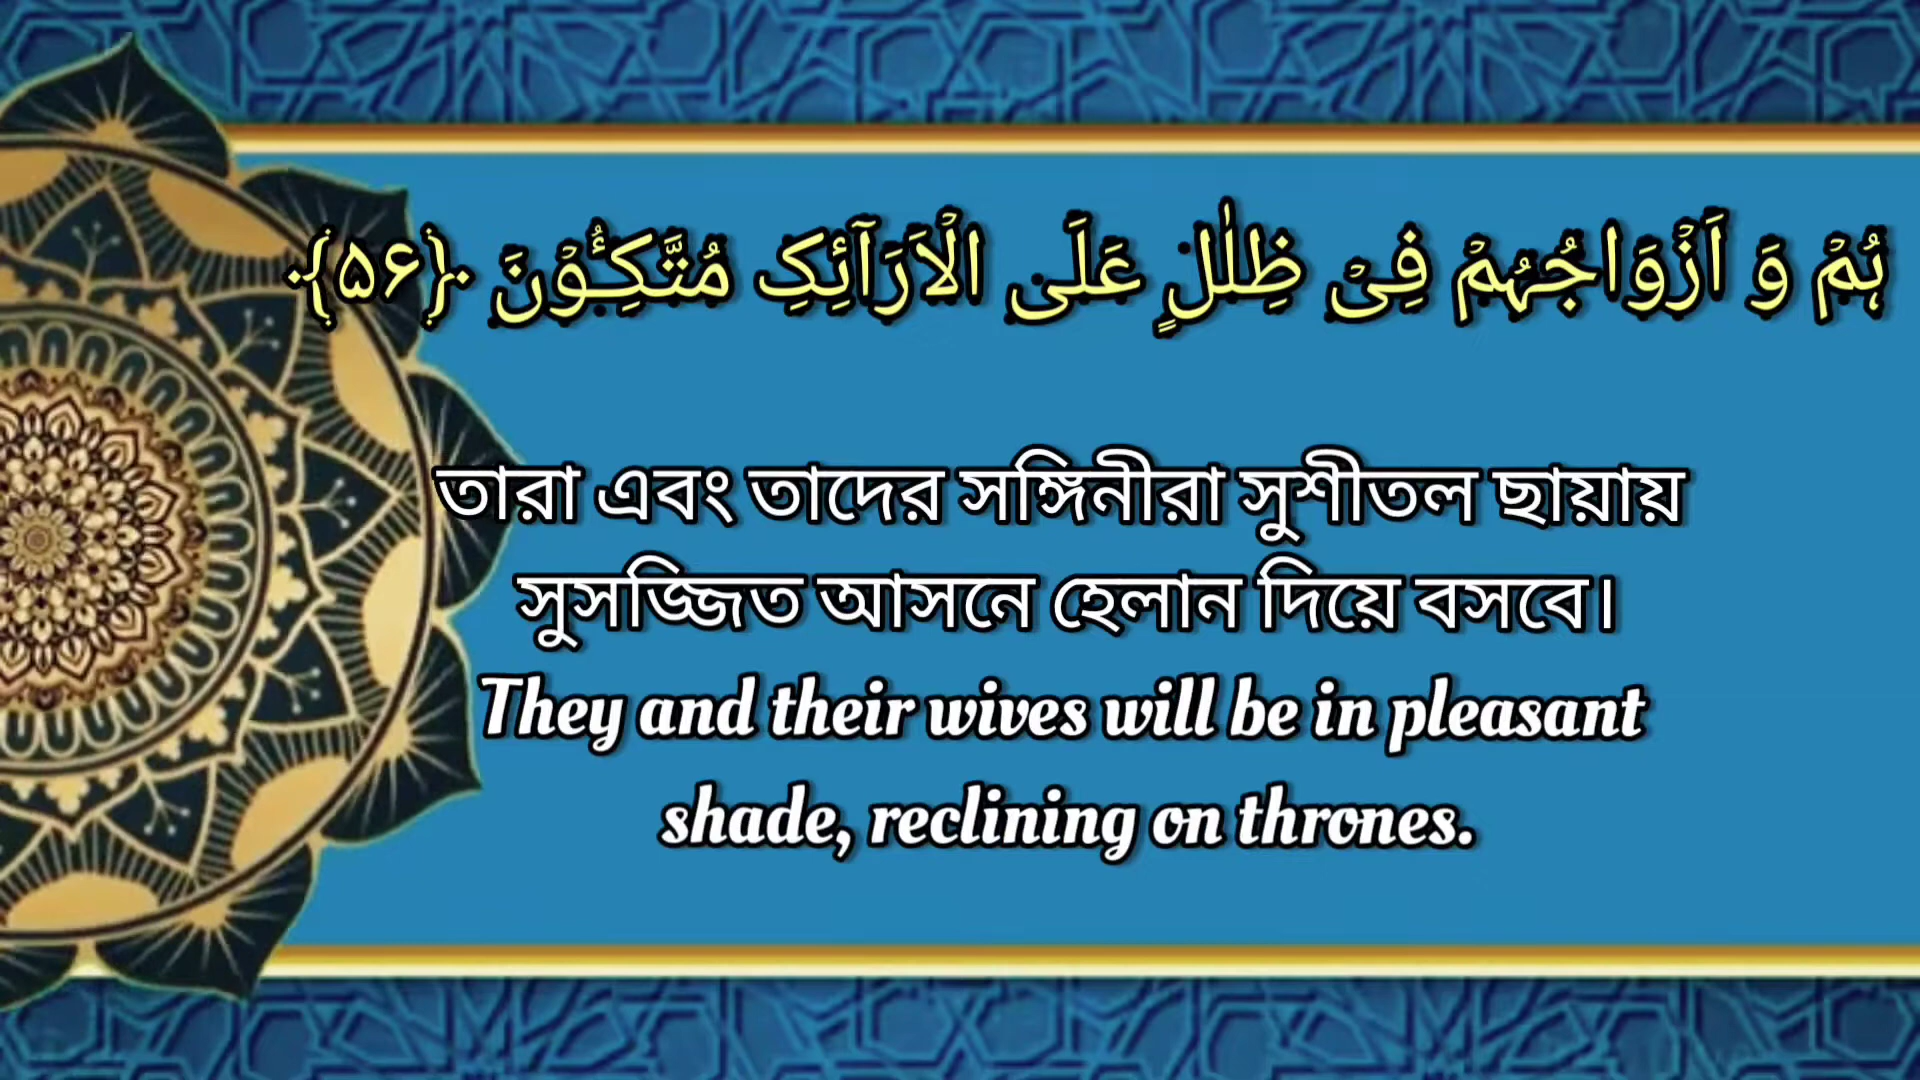 ہُمۡ وَ اَزۡوَاجُہُمۡ فِیۡ ظِلٰلٍ عَلَی الۡاَرَآئِکِ مُتَّکِـُٔوۡنَ ﴿ۚ۵۶﴾
তারা এবং তাদের সঙ্গিনীরা সুশীতল ছায়ায়
সুসজ্জিত আসনে হেলান দিয়ে বসবে।
They and their wives will be in pleasant
shade, reclining on thrones.